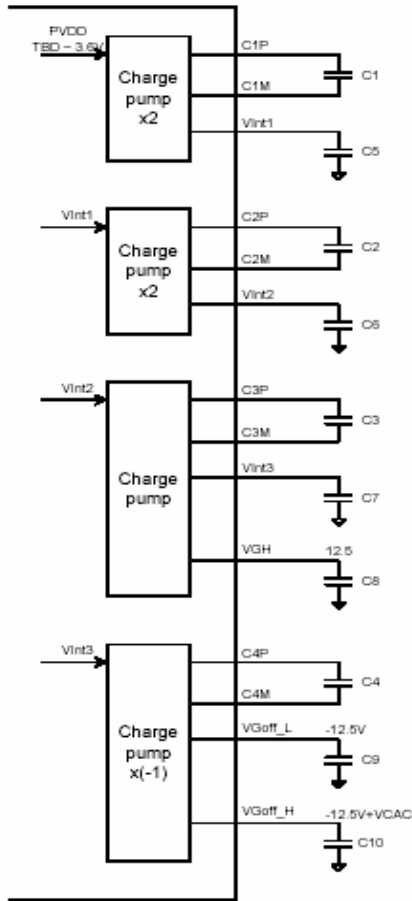 PVDD
TBD – 3.6V
Charge
pump
x2
C1P
C1M
VInt1
C1
C5
VInt1
Charge
pump
x2
C2P
C2M
VInt2
C2
C6
VInt2
Charge
pump
C3P
C3M
VInt3
VGH
12.5
C3
C7
C8
VInt3
Charge
pump
x(-1)
C4P
C4M
VGoff_L
-12.5V
VGoff_H
-12.5V+VCAC
C4
C9
C10